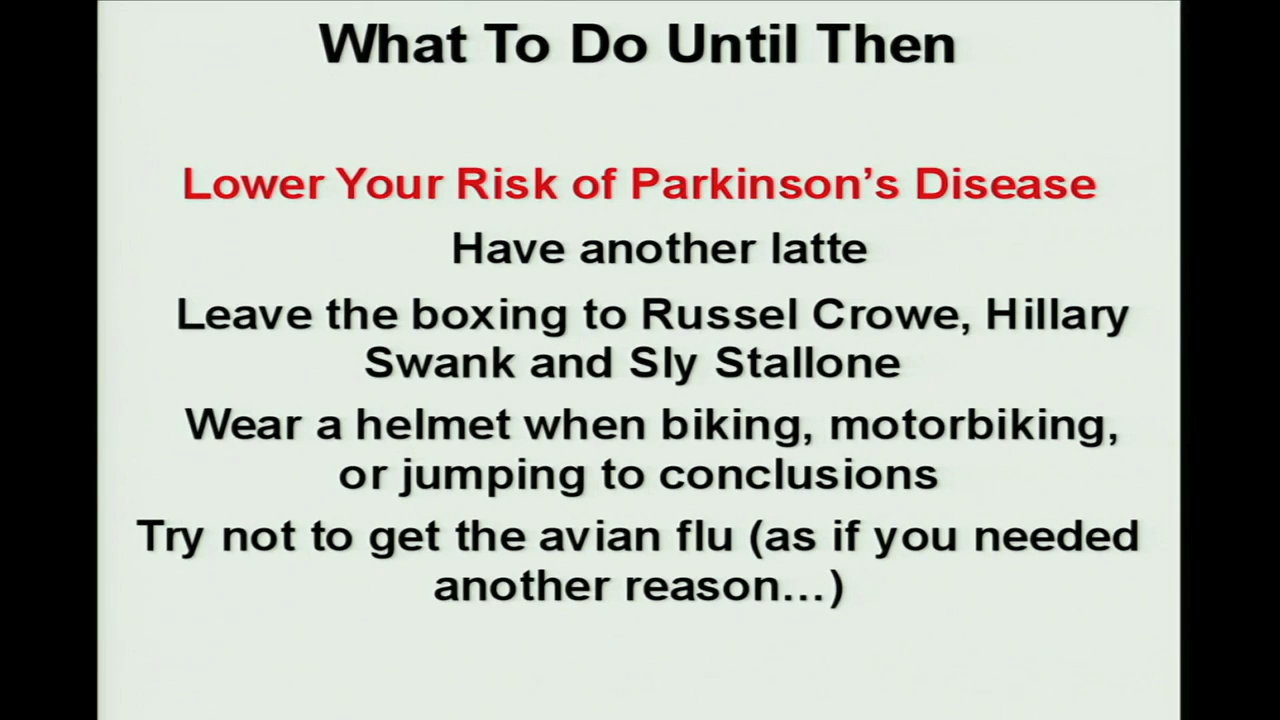 What To Do Until Then
Lower Your Risk of Parkinson’s Disease
Have another latte
Leave the boxing to Russel Crowe, Hillary
Swank and Sly Stallone
Wear a helmet when biking, motorbiking,
or jumping to conclusions
Try not to get the avian flu (as if you needed
another reason…)